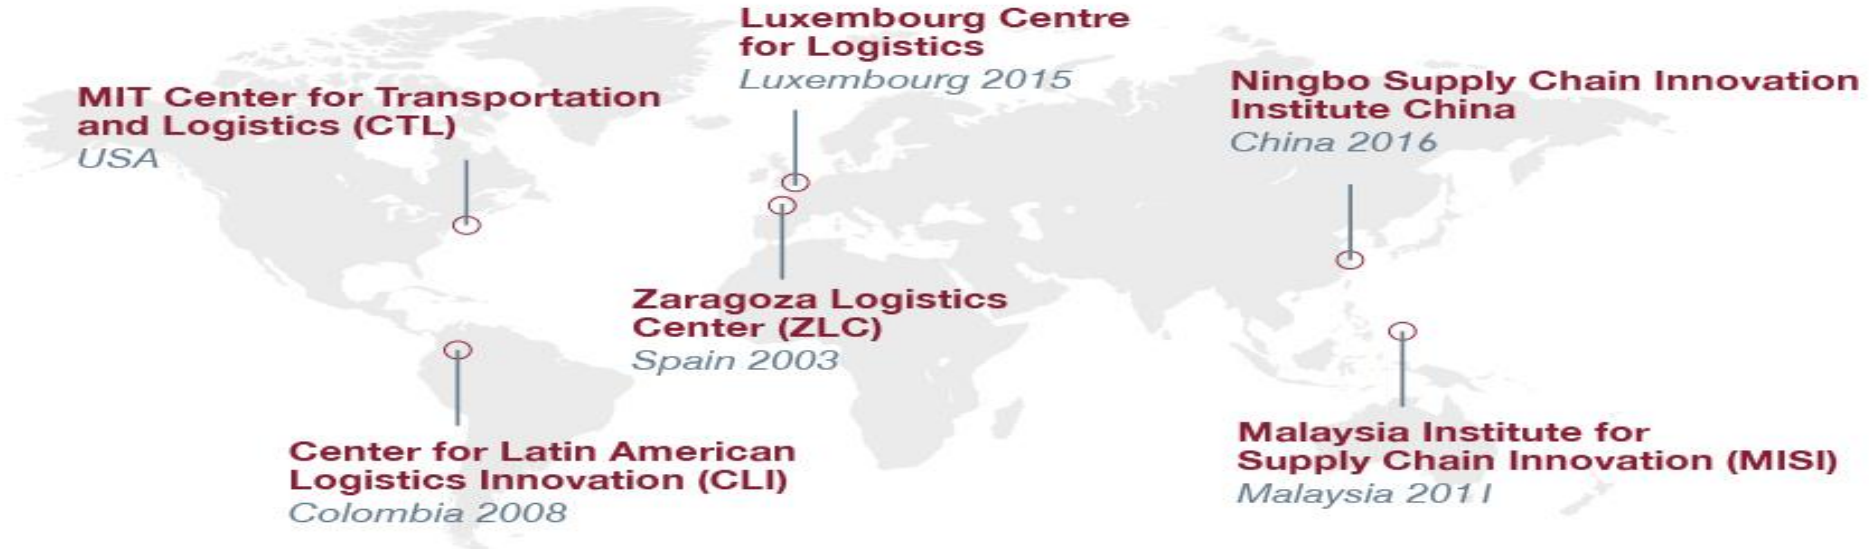 Luxembourg Centre
for Logistics
Luxembourg 2015
MIT Center for Transportation
and Logistics (CTL)
USA
Ningbo Supply Chain Innovation
Institute China
China 2016
Zaragoza Logistics
Center (ZLC)
Spain 2003
Center for Latin American
Logistics Innovation (CLI)
Colombia 2008
Malaysia Institute for
Supply Chain Innovation (MISI)
Malaysia 2011